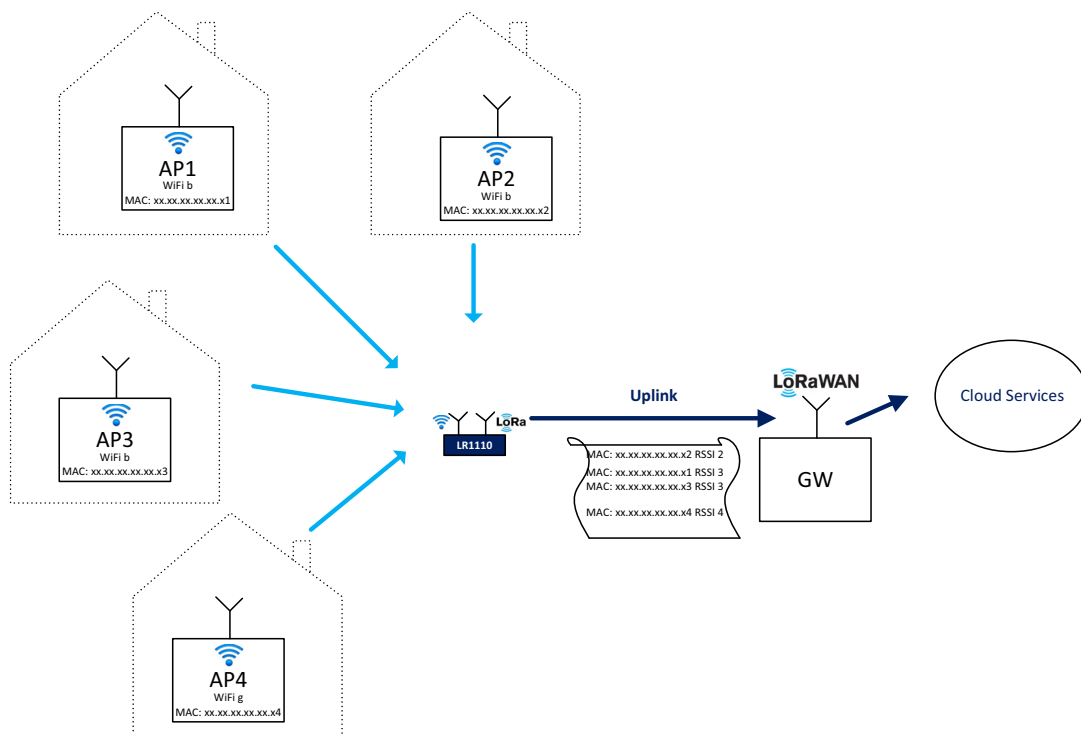 AP1
WiFi b
MAC: xx.xx.xx.xx.xx.x1
AP2
WiFi b
MAC: xx.xx.xx.xx.xx.x2
AP3
WiFi b
MAC: xx.xx.xx.xx.xx.x3
AP4
WiFi g
MAC: xx.xx.xx.xx.xx.x4
LoRa
LR1110
Uplink
MAC: xx.xx.xx.xx.xx.x2 RSSI 2
MAC: xx.xx.xx.xx.xx.x1 RSSI 3
MAC: xx.xx.xx.xx.xx.x3 RSSI 3
MAC: xx.xx.xx.xx.xx.x4 RSSI 4
LoRaWAN
GW
Cloud Services